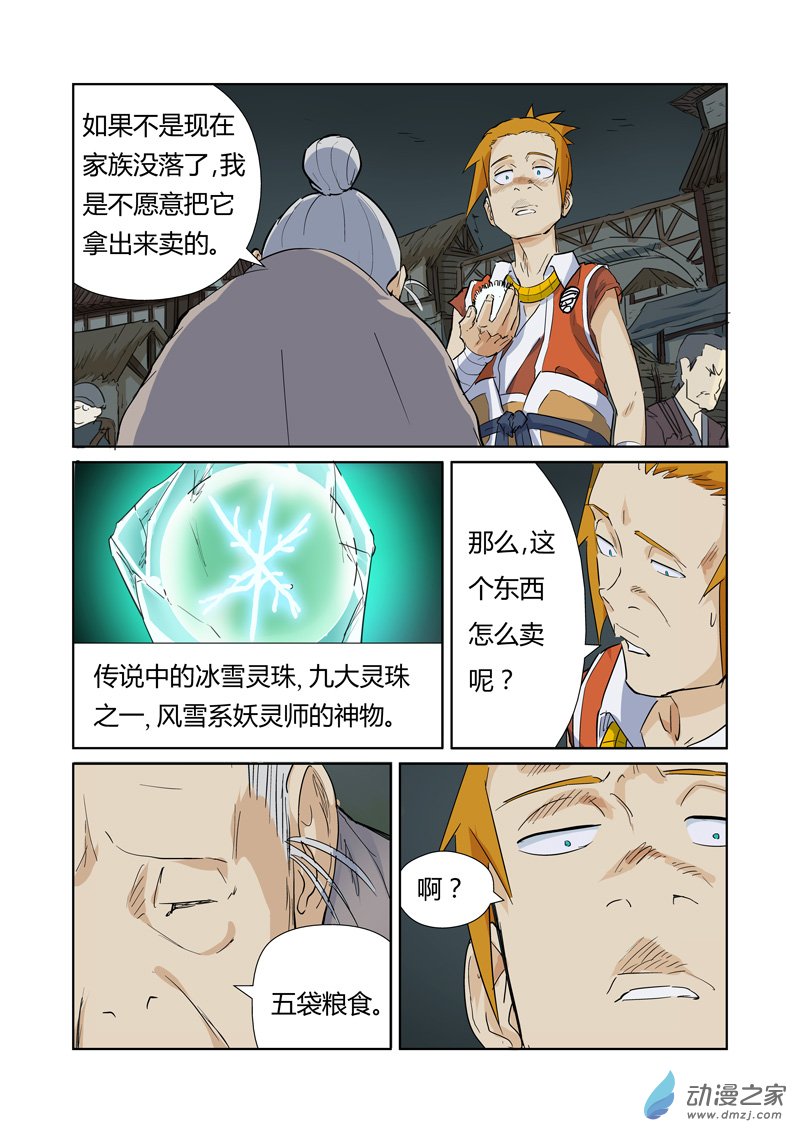 如果不是现在
家族没落了,我
是不愿意把它
拿出来卖的。
传说中的冰雪灵珠,九大灵珠
之一,风雪系妖灵师的神物。
那么,这
个东西
怎么卖
呢？
五袋粮食。
啊？
动漫之家
www.dmzj.com